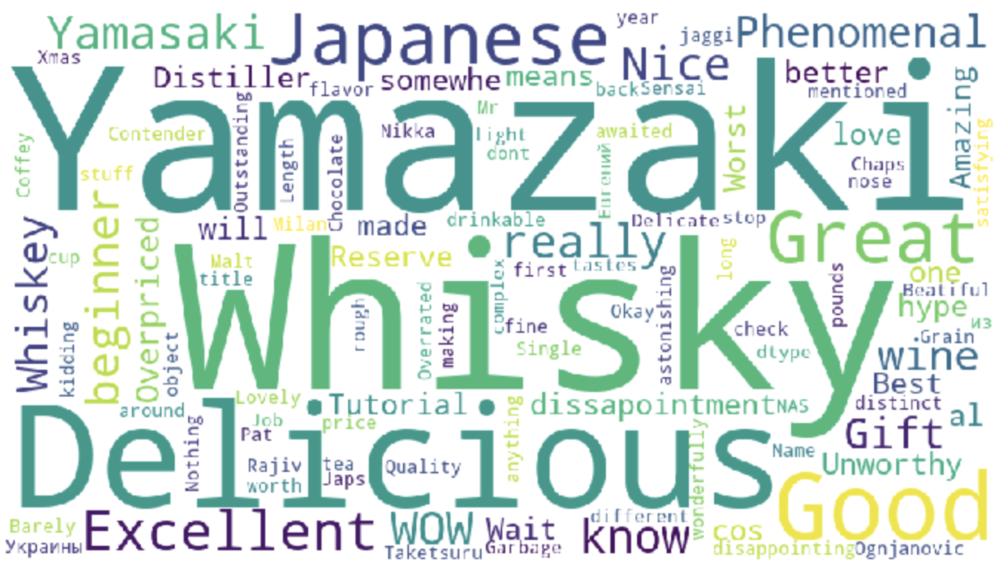 Yamasaki
Japanese
year
jaggi
Phenomenal
Xmas
Nice
Distiller
flavor
somewhe
means
back
Sensai
better
mentioned
Amazing
Yamazaki
Outstanding
Mr
Contender
Nikka
light
dont
awaited
Worst
love
Coffey
Length
Chocolate
Евгений
Chaps
nose
satisfying
stuff
beginner
will
Milan
made
drinkable
Delicate
stop
Great
Whiskey
cup
Overpriced
Malt
title
Reserve
really
first
tastes
long
one
Whisky
complex
astonishing
pounds
Beatiful
hype
rough
Overrated
making
fine
Okay
check
из
kidding
object
Single
dtype
Grain
wine
Best
Lovely
Tutorial
dissapointment
NAS
distinct
around
Job
price
anything
al
Delicious
Nothing
Pat
Gift
Rajiv
worth
tea
Japs
Quality
wonderfully
Name
Unworthy
Good
Barely
Excellent
WOW
Wait
different
know
cos
Украины
Taketsuru
Garbage
disappointing
Ognjanovic